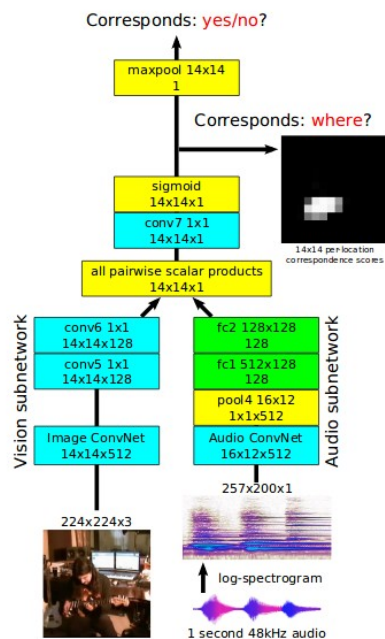 Corresponds: yes/no?
maxpool 14x14
1
Corresponds: where?
sigmoid
14x14x1
conv7 1x1
14x14x1
14x14 per-location
correspondence scores
all pairwise scalar products
14x14x1
Vision subnetwork
conv6 1x1
14x14x128
conv5 1x1
14x14x128
Image ConvNet
14x14x512
224x224x3
Audio subnetwork
fc2 128x128
128
fc1 512x128
128
pool4 16x12
1x1x512
Audio ConvNet
16x12x512
257x200x1
log-spectrogram
1 second 48kHz audio